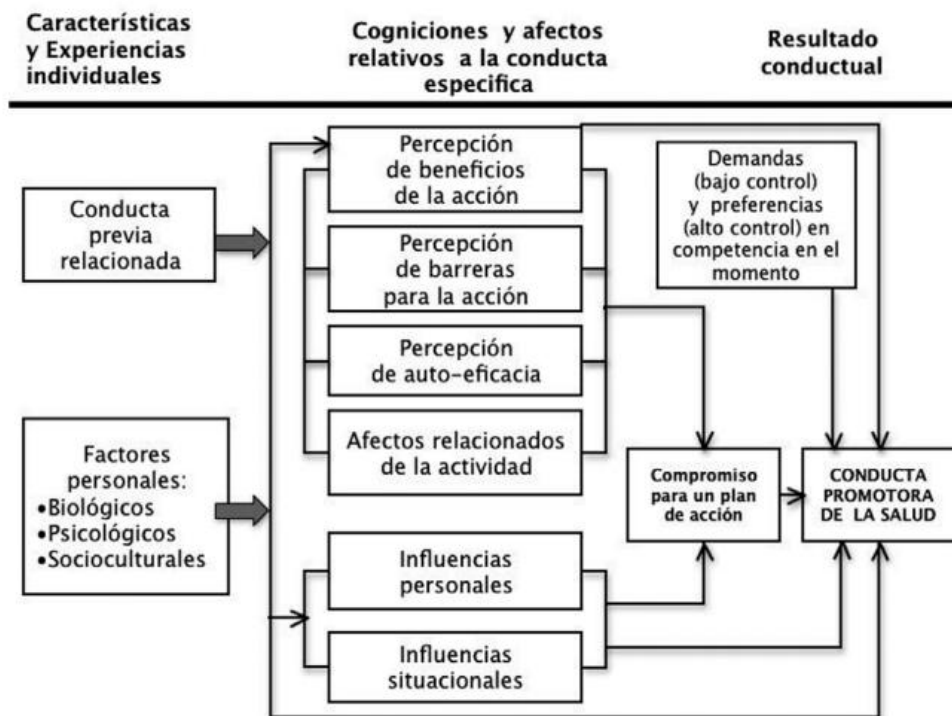 Características
y Experiencias
individuales
Cogniciones y afectos
relativos a la conducta
especifica
Resultado
conductual
Conducta
previa
relacionada
Factores
personales:
•Biológicos
•Psicológicos
•Socioculturales
Percepción
de beneficios
de la acción
Percepción
de barreras
para la acción
Percepción
de auto-eficacia
Afectos relacionados
de la actividad
Influencias
personales
Influencias
situacionales
Demandas
(bajo control)
y preferencias
(alto control) en
competencia en el
momento
Compromiso
para un plan
de acción
CONDUCTA
PROMOTORA
DE LA SALUD